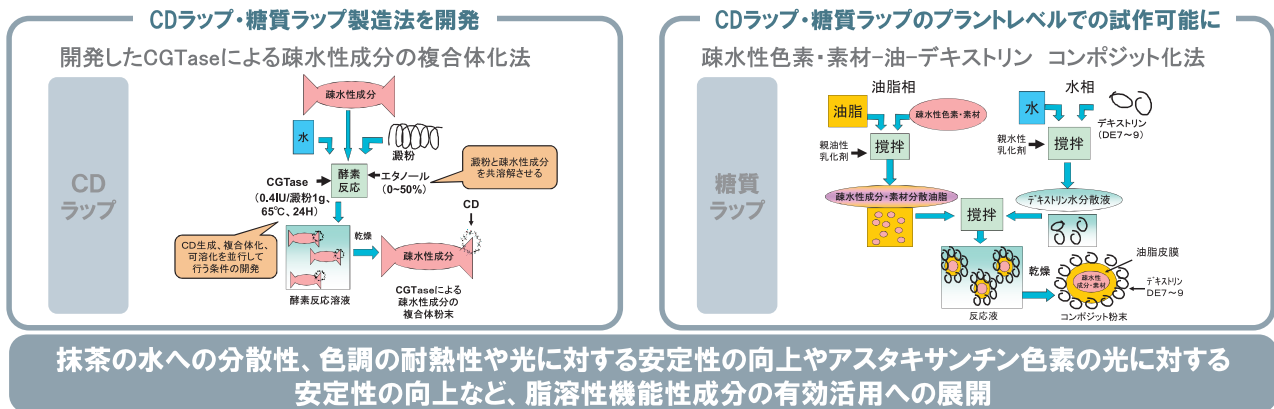 CDラップ・糖質ラップ製造法を開発
開発したCGTaseによる疎水性成分の複合体化法
CD
ラップ
疎水性成分
水
澱粉
酵素
反応
CGTase
(0.4IU/澱粉1g、
65℃、24H)
エタノール
(0~50%)
澱粉と疎水性成分
を共溶解させる
CD生成、複合体化、
可溶化を並行して
行う条件の開発
酵素反応溶液
乾燥
CD
疎水性成分
CGTaseによる
疎水性成分の
複合体粉末
CDラップ・糖質ラップのプラントレベルでの試作可能に
疎水性色素・素材-油-デキストリン コンポジット化法
糖質
ラップ
油脂相
油脂
疎水性色素・素材
親油性
乳化剤
撹拌
水相
水
デキストリン
(DE7~9)
親水性
乳化剤
撹拌
疎水性成分・素材分散油脂
デキストリン水分散液
撹拌
反応液
乾燥
疎水性
成分・素材
油脂皮膜
デキストリン
DE7~9
コンポジット粉末
抹茶の水への分散性、色調の耐熱性や光に対する安定性の向上やアスタキサンチン色素の光に対する
安定性の向上など、脂溶性機能性成分の有効活用への展開